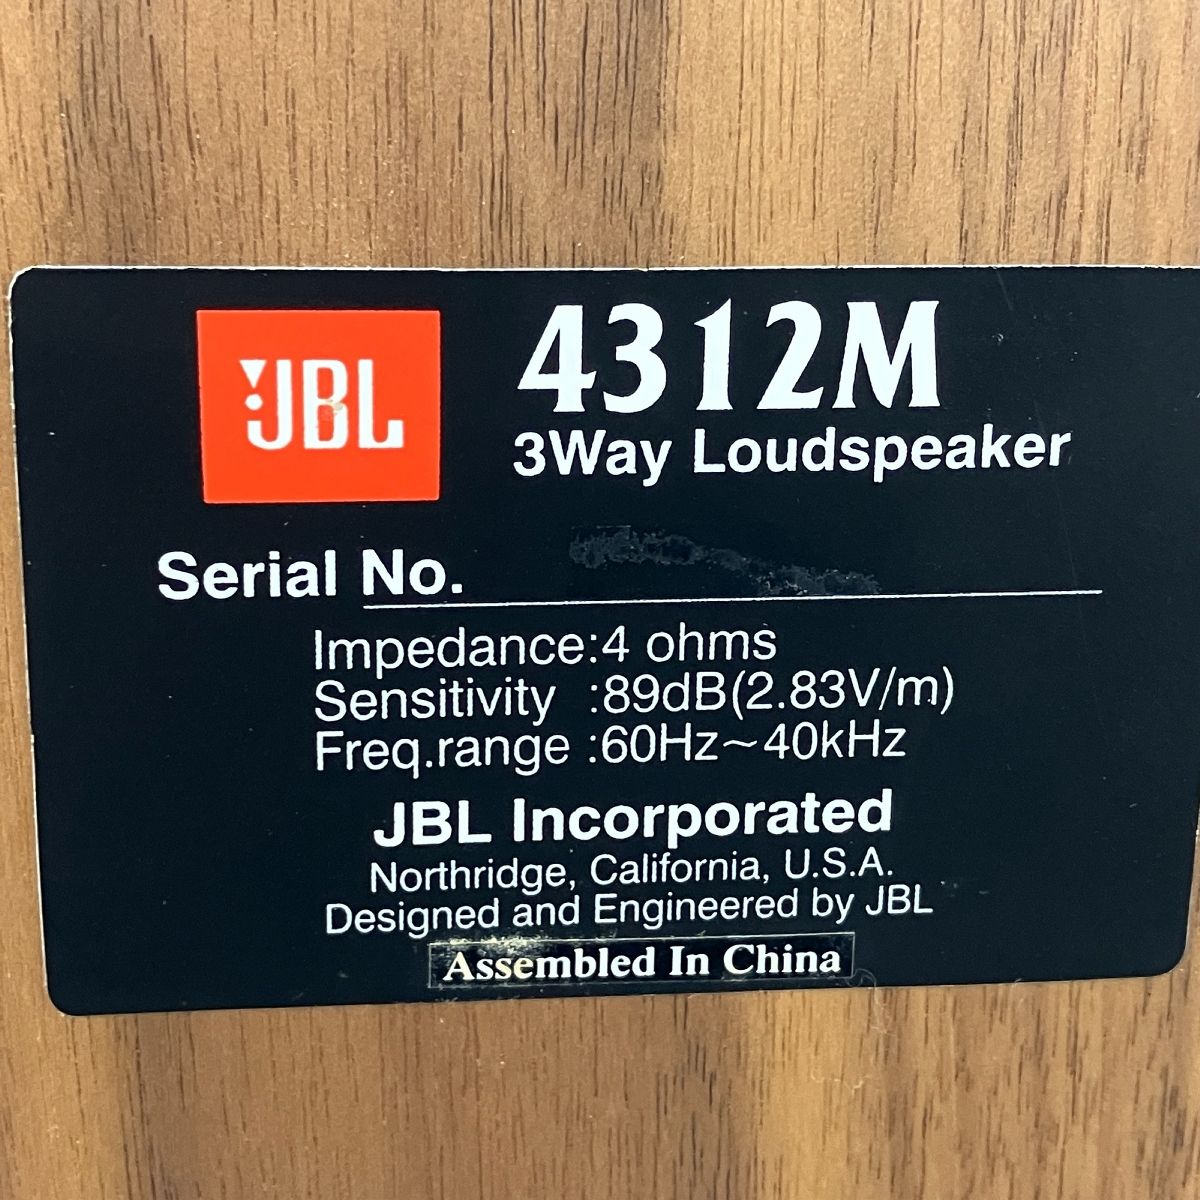 JBL
4312M
3Way Loudspeaker
Serial No.
Impedance:4 ohms
Sensitivity :89dB(2.83V/m)
Freq.range :60Hz~40kHz
JBL Incorporated
Northridge, California, U.S.A.
Designed and Engineered by JBL
Assembled In China